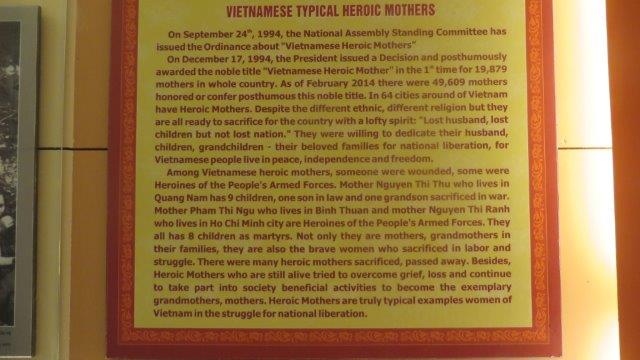 VIETNAMESE TYPICAL HEROIC MOTHERS
On September 24th, 1994, the National Assembly Standing Committee has
issued the Ordinance about "Vietnamese Heroic Mothers"
On December 17, 1994, the President issued a Decision and posthumously
awarded the noble title "Vietnamese Heroic Mother" in the 1st time for 19,879
mothers in whole country. As of February 2014 there were 49,609 mothers
honored or confer posthumous this noble title. In 64 cities around of Vietnam
have Heroic Mothers. Despite the different ethnic, different religion but they
are all ready to sacrifice for the country with a lofty spirit: "Lost husband, lost
children but not lost nation." They were willing to dedicate their husband,
children, grandchildren - their beloved families for national liberation, for
Vietnamese people live in peace, independence and freedom.
Among Vietnamese heroic mothers, someone were wounded, some were
Heroines of the People's Armed Forces. Mother Nguyen Thi Thu who lives in
Quang Nam has 9 children, one son in law and one grandson sacrificed in war.
Mother Pham Thi Ngu who lives in Binh Thuan and mother Nguyen Thi Ranh
who lives in Ho Chi Minh city are Heroines of the People's Armed Forces. They
all has 8 children as martyrs. Not only they are mothers, grandmothers in
their families, they are also the brave women who sacrificed in labor and
struggle. There were many heroic mothers sacrificed, passed away. Besides,
Heroic Mothers who are still alive tried to overcome grief, loss and continue
to take part into society beneficial activities to become the exemplary
grandmothers, mothers. Heroic Mothers are truly typical examples women of
Vietnam in the struggle for national liberation.